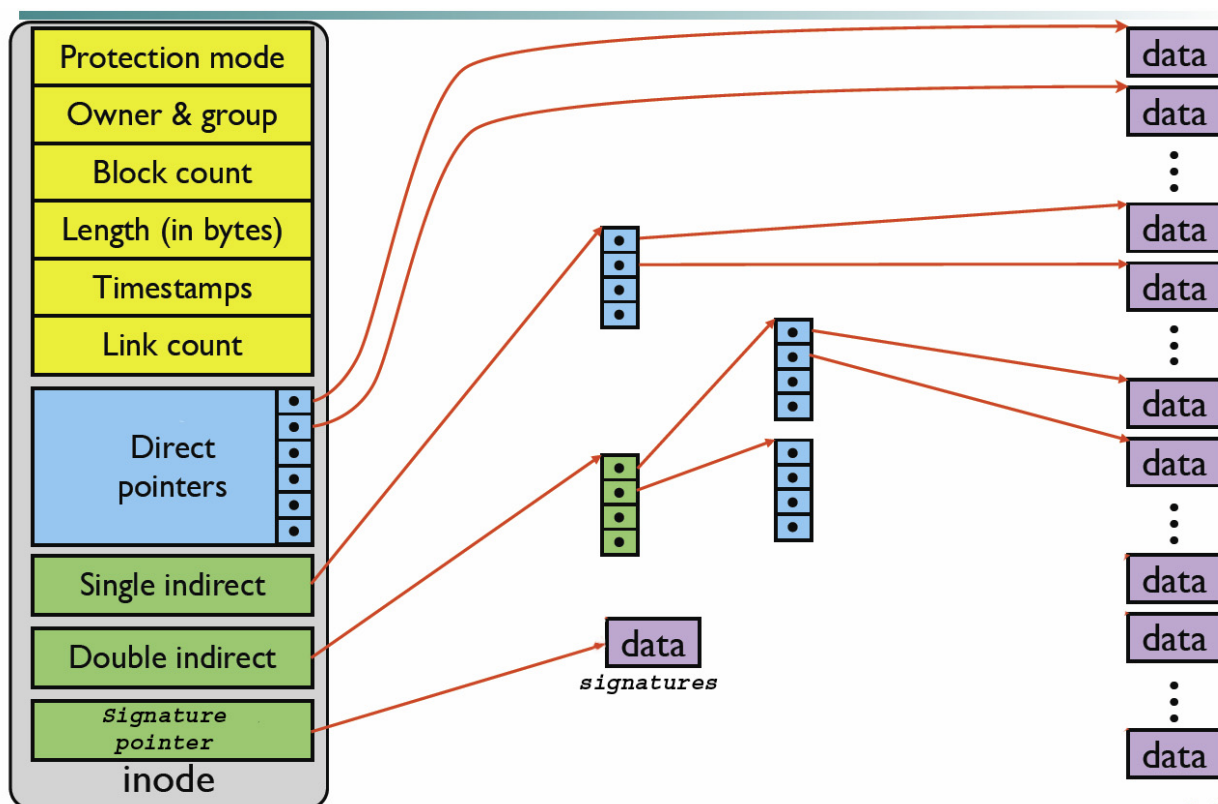 Protection mode
Owner & group
Block count
Length (in bytes)
Timestamps
Link count
Direct
pointers
Single indirect
Double indirect
Signature
pointer
inode
data
signatures
data
data
data
data
data
data
data
data
data